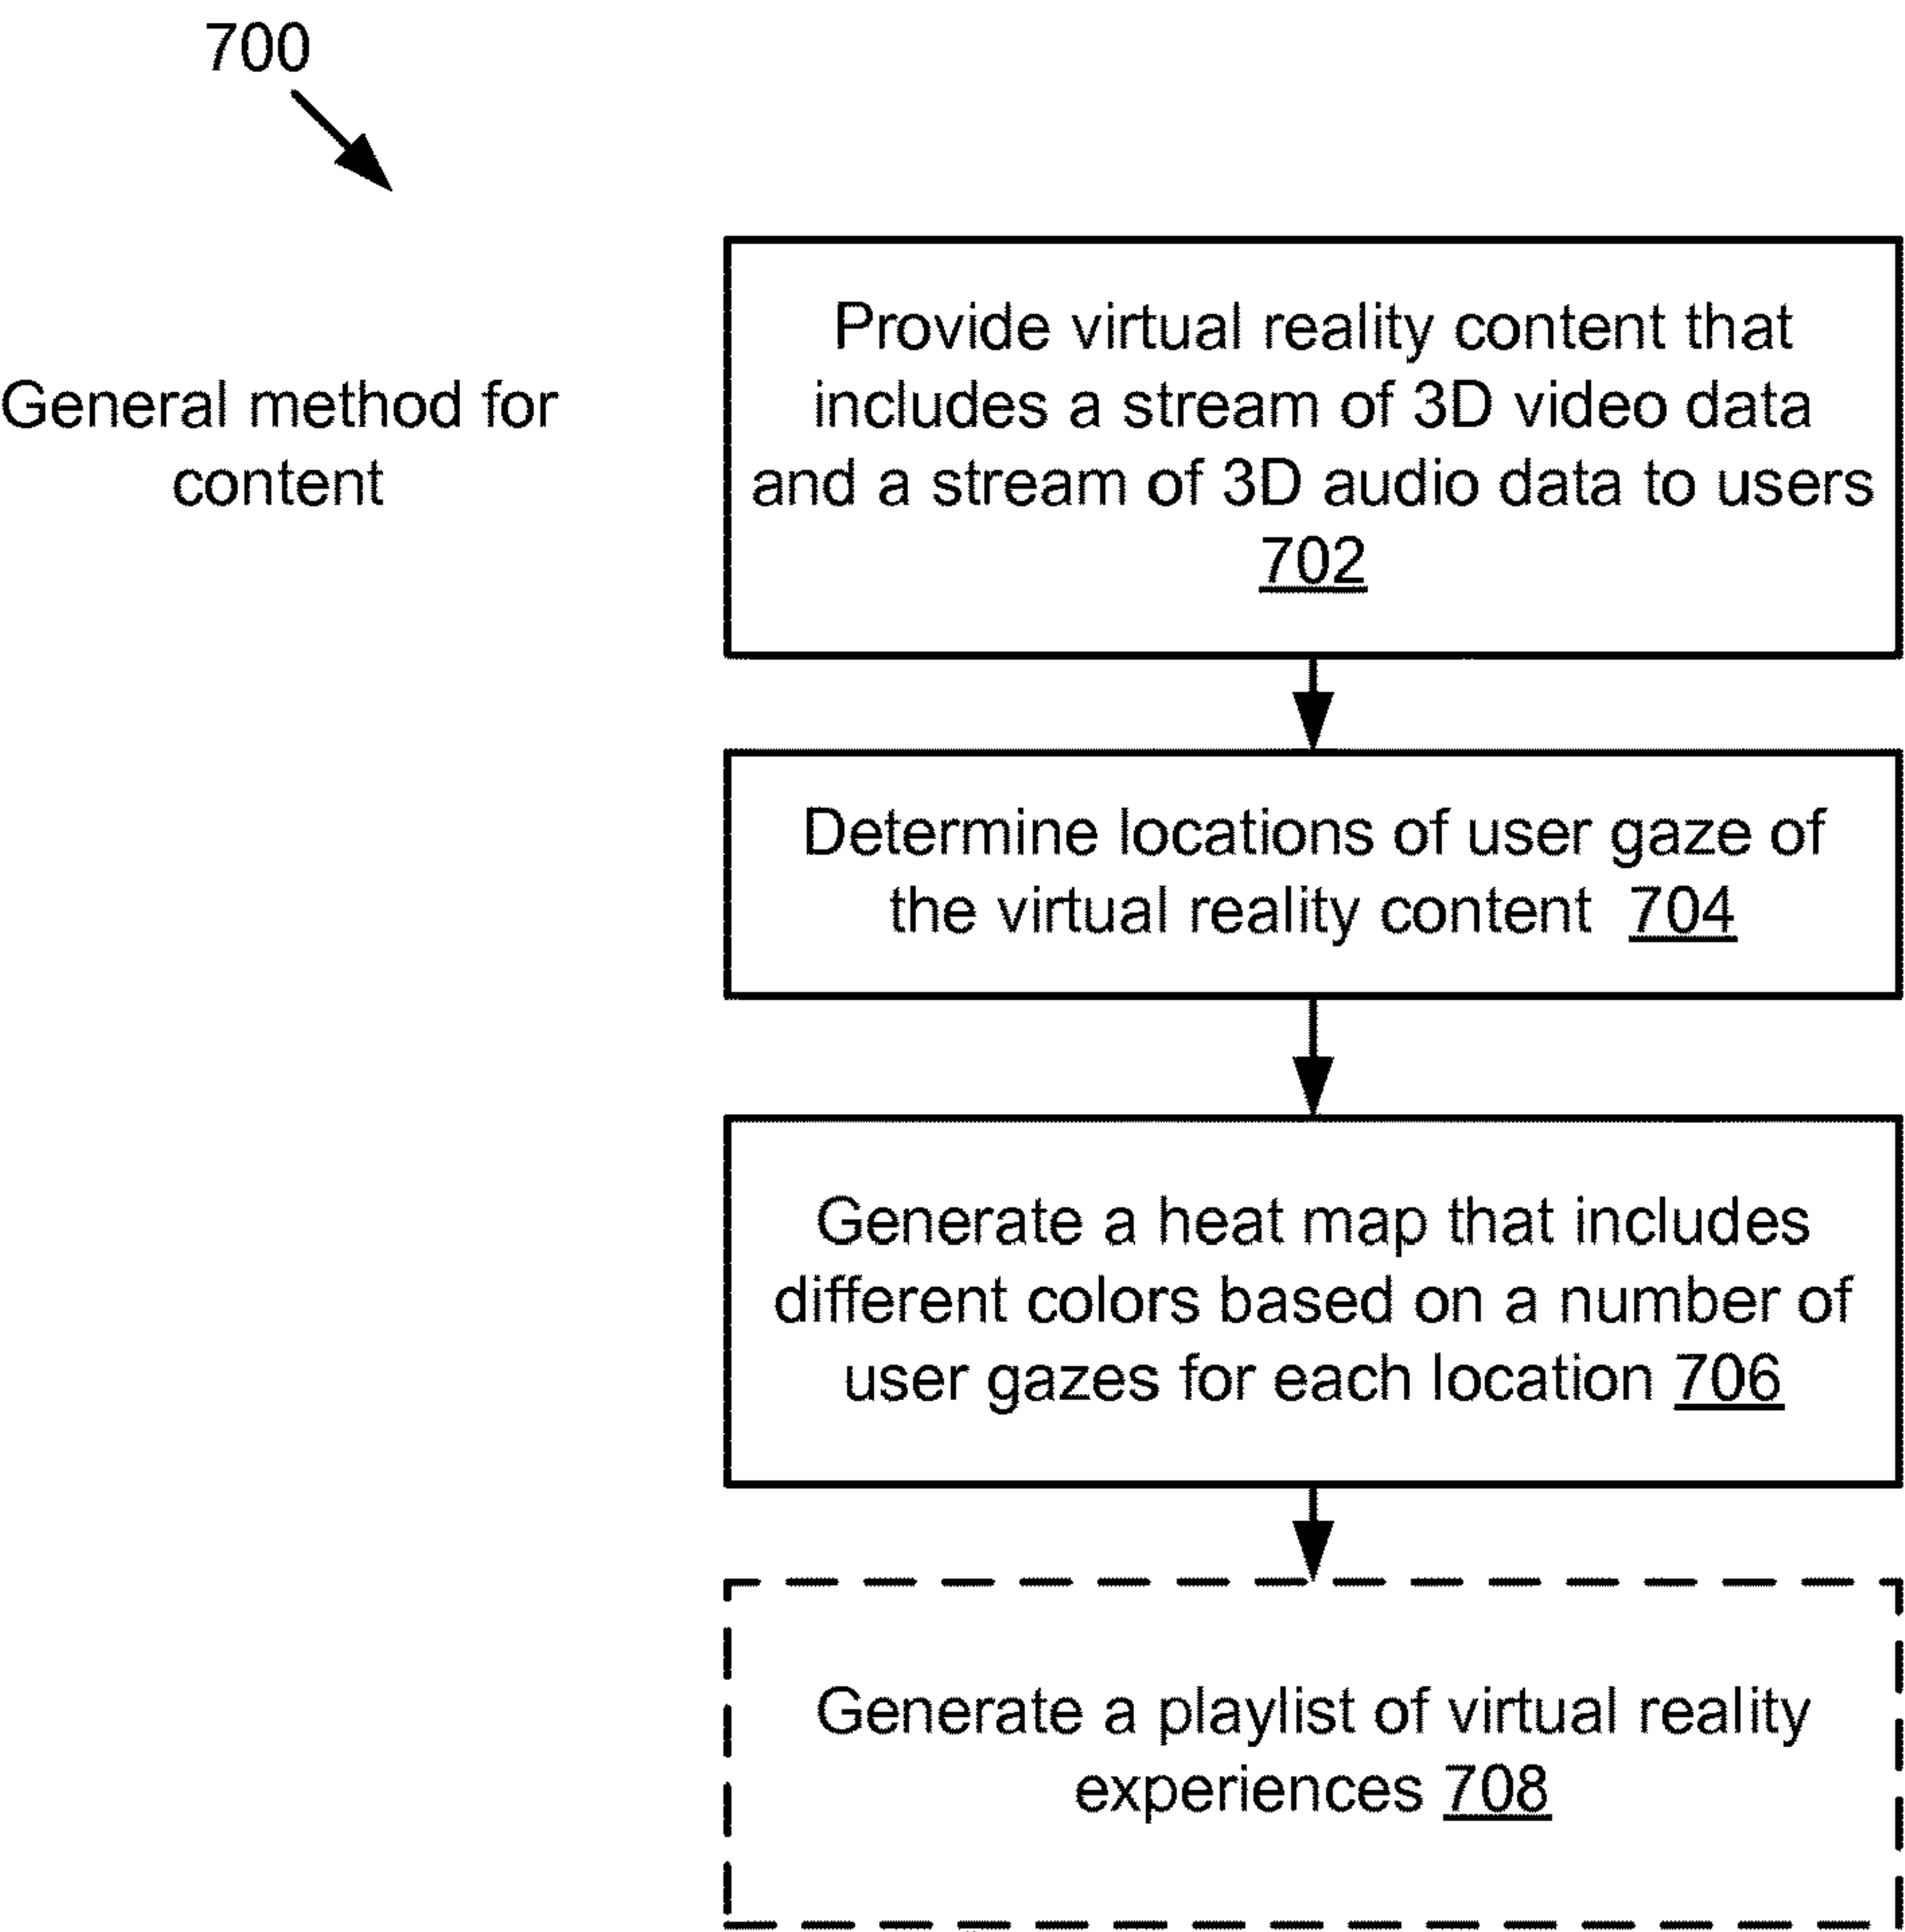 700
General method for
content
Provide virtual reality content that
includes a stream of 3D video data
and a stream of 3D audio data to users
702
Determine locations of user gaze of
the virtual reality content 704
Generate a heat map that includes
different colors based on a number of
user gazes for each location 706
Generate a playlist of virtual reality
experiences 708